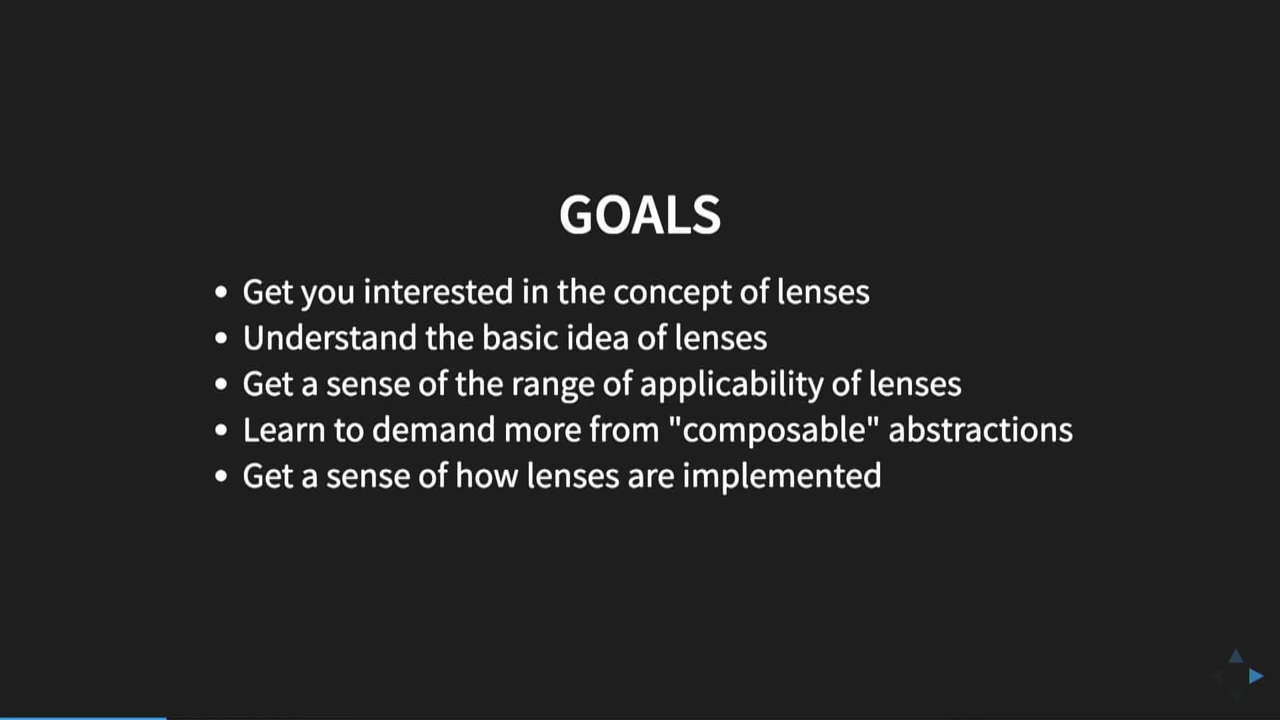 GOALS
• Get you interested in the concept of lenses
• Understand the basic idea of lenses
• Get a sense of the range of applicability of lenses
• Learn to demand more from "composable" abstractions
• Get a sense of how lenses are implemented